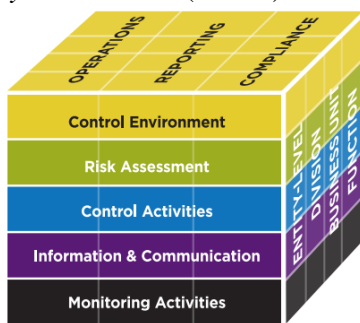 OPERATIONS
REPORTING
COMPLIANCE
Control Environment
Risk Assessment
Control Activities
Information & Communication
Monitoring Activities
ENTITY-LEVEL
DIVISION
BUSINESS UNIT
FUNCTION